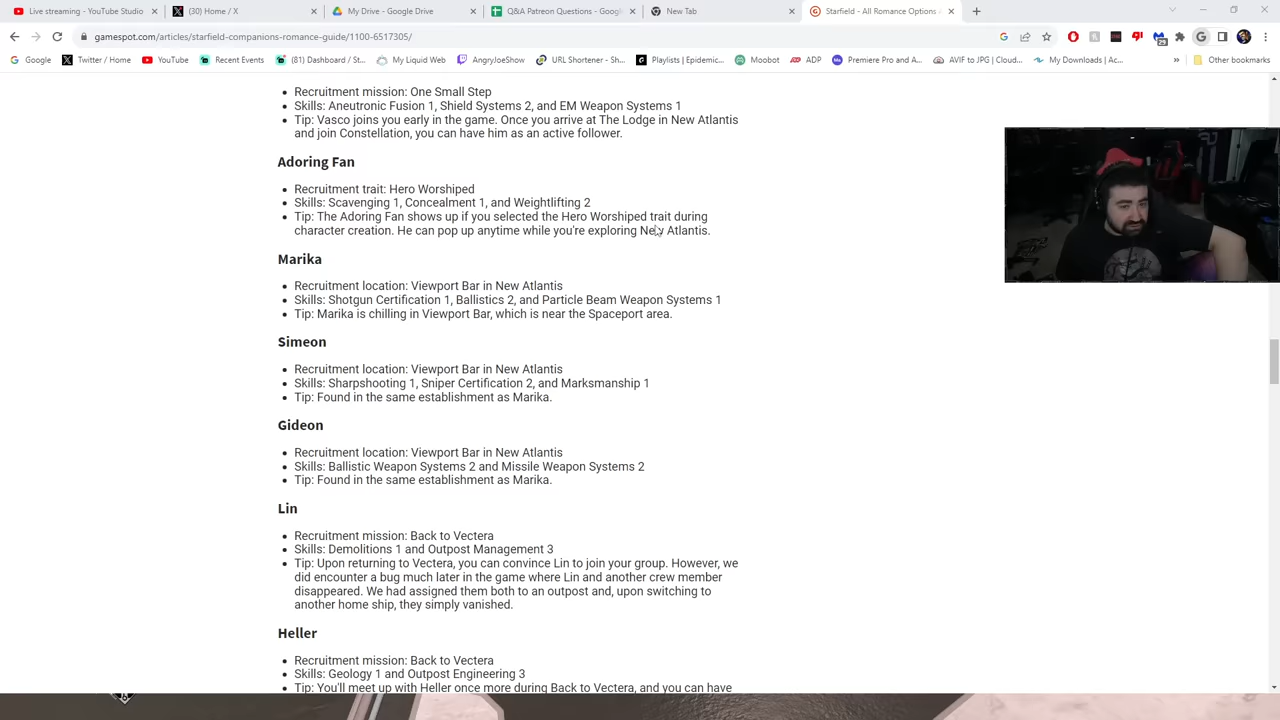 Live streaming - YouTube Studio
(30) Home / X
My Drive - Google Drive
Q&A Patreon Questions - Goog
New Tab
Starfield - All Romance Options
gamespot.com/articles/starfield-companions-romance-guide/1100-6517305/
25
Google
Twitter / Home
YouTube
Recent Events
(81) Dashboard / St...
My Liquid Web
AngryJoeShow
URL Shortener - Sh...
Playlists | Epidemic...
Moobot
ADP
Premiere Pro and A...
AVIF to JPG | Cloud...
My Downloads | Ac...
»
Other bookmarks
• Recruitment mission: One Small Step
• Skills: Aneutronic Fusion 1, Shield Systems 2, and EM Weapon Systems 1
• Tip: Vasco joins you early in the game. Once you arrive at The Lodge in New Atlantis
and join Constellation, you can have him as an active follower.
Adoring Fan
• Recruitment trait: Hero Worshiped
• Skills: Scavenging 1, Concealment 1, and Weightlifting 2
• Tip: The Adoring Fan shows up if you selected the Hero Worshiped trait during
character creation. He can pop up anytime while you're exploring New Atlantis.
Marika
• Recruitment location: Viewport Bar in New Atlantis
• Skills: Shotgun Certification 1, Ballistics 2, and Particle Beam Weapon Systems 1
• Tip: Marika is chilling in Viewport Bar, which is near the Spaceport area.
Simeon
• Recruitment location: Viewport Bar in New Atlantis
• Skills: Sharpshooting 1, Sniper Certification 2, and Marksmanship 1
• Tip: Found in the same establishment as Marika.
Gideon
• Recruitment location: Viewport Bar in New Atlantis
• Skills: Ballistic Weapon Systems 2 and Missile Weapon Systems 2
• Tip: Found in the same establishment as Marika.
Lin
• Recruitment mission: Back to Vectera
• Skills: Demolitions 1 and Outpost Management 3
• Tip: Upon returning to Vectera, you can convince Lin to join your group. However, we
did encounter a bug much later in the game where Lin and another crew member
disappeared. We had assigned them both to an outpost and, upon switching to
another home ship, they simply vanished.
Heller
• Recruitment mission: Back to Vectera
• Skills: Geology 1 and Outpost Engineering 3
• Tip: You'll meet up with Heller once more during Back to Vectera, and you can have